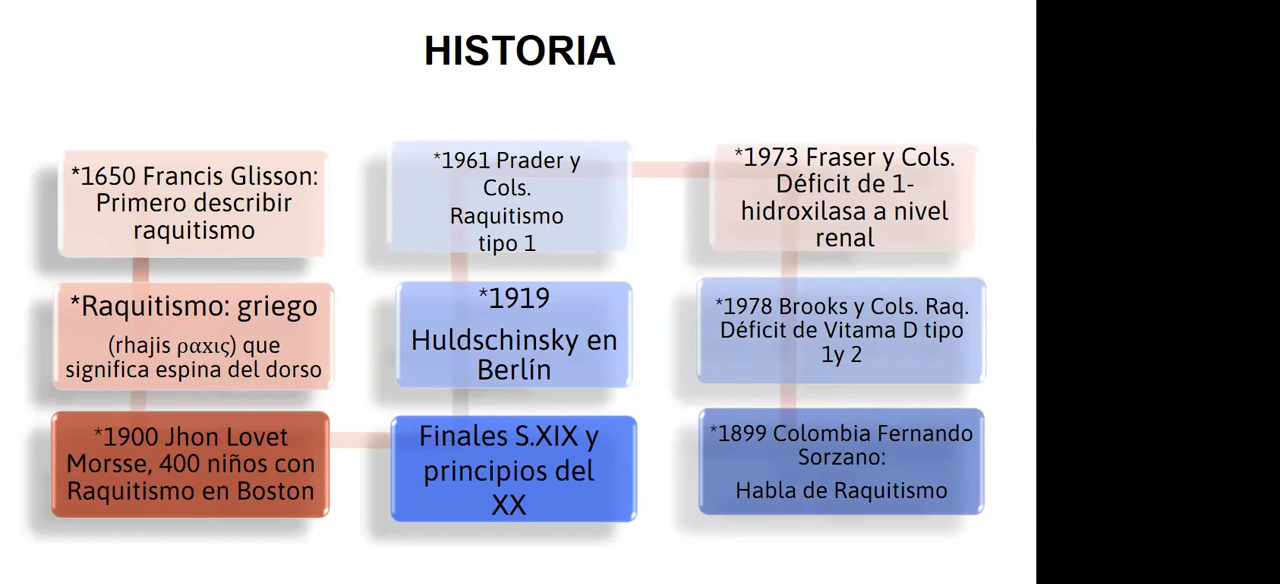 HISTORIA
*1650 Francis Glisson:
Primero describir
raquitismo
*Raquitismo: griego
(rhajis ραχις) que
significa espina del dorso
*1900 Jhon Lovet
Morsse, 400 niños con
Raquitismo en Boston
Finales S.XIX y
principios del
XX
*1919
Huldschinsky en
Berlín
*1961 Prader y
Cols.
Raquitismo
tipo 1
*1973 Fraser y Cols.
Déficit de 1-
hidroxilasa a nivel
renal
*1978 Brooks y Cols. Raq.
Déficit de Vitama D tipo
1y 2
*1899 Colombia Fernando
Sorzano:
Habla de Raquitismo